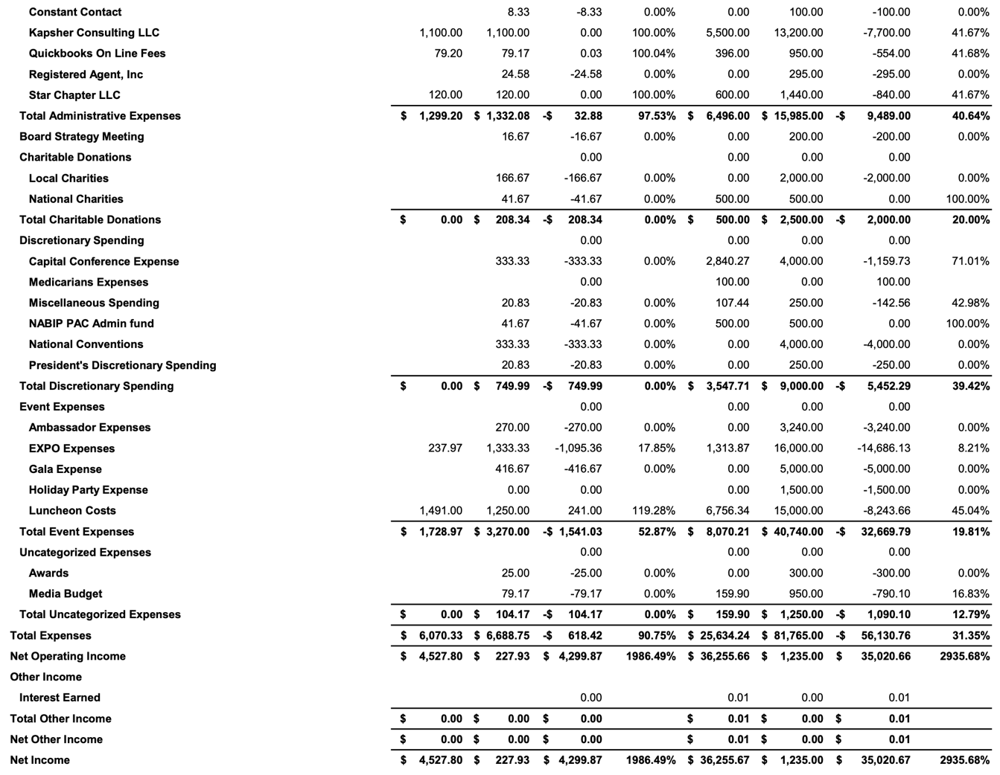 Constant Contact 8.33 -8.33 0.00% 0.00 100.00 -100.00 0.00%
Kapsher Consulting LLC 1,100.00 1,100.00 0.00 100.00% 5,500.00 13,200.00 -7,700.00 41.67%
Quickbooks On Line Fees 79.20 79.17 0.03 100.04% 396.00 950.00 -554.00 41.68%
Registered Agent, Inc 24.58 -24.58 0.00% 0.00 295.00 -295.00 0.00%
Star Chapter LLC 120.00 120.00 0.00 100.00% 600.00 1,440.00 -840.00 41.67%
Total Administrative Expenses $ 1,299.20 $ 1,332.08 -$ 32.88 97.53% $ 6,496.00 $ 15,985.00 -$ 9,489.00 40.64%
Board Strategy Meeting 16.67 -16.67 0.00% 0.00 200.00 -200.00 0.00%
Charitable Donations 0.00 0.00 0.00 0.00
Local Charities 166.67 -166.67 0.00% 0.00 2,000.00 -2,000.00 0.00%
National Charities 41.67 -41.67 0.00% 500.00 500.00 0.00 100.00%
Total Charitable Donations $ 0.00 $ 208.34 -$ 208.34 0.00% $ 500.00 $ 2,500.00 -$ 2,000.00 20.00%
Discretionary Spending 0.00 0.00 0.00 0.00
Capital Conference Expense 333.33 -333.33 0.00% 2,840.27 4,000.00 -1,159.73 71.01%
Medicarians Expenses 0.00 100.00 0.00 100.00
Miscellaneous Spending 20.83 -20.83 0.00% 107.44 250.00 -142.56 42.98%
NABIP PAC Admin fund 41.67 -41.67 0.00% 500.00 500.00 0.00 100.00%
National Conventions 333.33 -333.33 0.00% 0.00 4,000.00 -4,000.00 0.00%
President's Discretionary Spending 20.83 -20.83 0.00% 0.00 250.00 -250.00 0.00%
Total Discretionary Spending $ 0.00 $ 749.99 -$ 749.99 0.00% $ 3,547.71 $ 9,000.00 -$ 5,452.29 39.42%
Event Expenses 0.00 0.00 0.00 0.00
Ambassador Expenses 270.00 -270.00 0.00% 0.00 3,240.00 -3,240.00 0.00%
EXPO Expenses 237.97 1,333.33 -1,095.36 17.85% 1,313.87 16,000.00 -14,686.13 8.21%
Gala Expense 416.67 -416.67 0.00% 0.00 5,000.00 -5,000.00 0.00%
Holiday Party Expense 0.00 0.00 0.00 1,500.00 -1,500.00 0.00%
Luncheon Costs 1,491.00 1,250.00 241.00 119.28% 6,756.34 15,000.00 -8,243.66 45.04%
Total Event Expenses $ 1,728.97 $ 3,270.00 -$ 1,541.03 52.87% $ 8,070.21 $ 40,740.00 -$ 32,669.79 19.81%
Uncategorized Expenses 0.00 0.00 0.00 0.00
Awards 25.00 -25.00 0.00% 0.00 300.00 -300.00 0.00%
Media Budget 79.17 -79.17 0.00% 159.90 950.00 -790.10 16.83%
Total Uncategorized Expenses $ 0.00 $ 104.17 -$ 104.17 0.00% $ 159.90 $ 1,250.00 -$ 1,090.10 12.79%
Total Expenses $ 6,070.33 $ 6,688.75 -$ 618.42 90.75% $ 25,634.24 $ 81,765.00 -$ 56,130.76 31.35%
Net Operating Income $ 4,527.80 $ 227.93 $ 4,299.87 1986.49% $ 36,255.66 $ 1,235.00 $ 35,020.66 2935.68%
Other Income
Interest Earned 0.00 0.01 0.00 0.01
Total Other Income $ 0.00 $ 0.00 $ 0.00 $ 0.01 $ 0.00 $ 0.01
Net Other Income $ 0.00 $ 0.00 $ 0.00 $ 0.01 $ 0.00 $ 0.01
Net Income $ 4,527.80 $ 227.93 $ 4,299.87 1986.49% $ 36,255.67 $ 1,235.00 $ 35,020.67 2935.68%